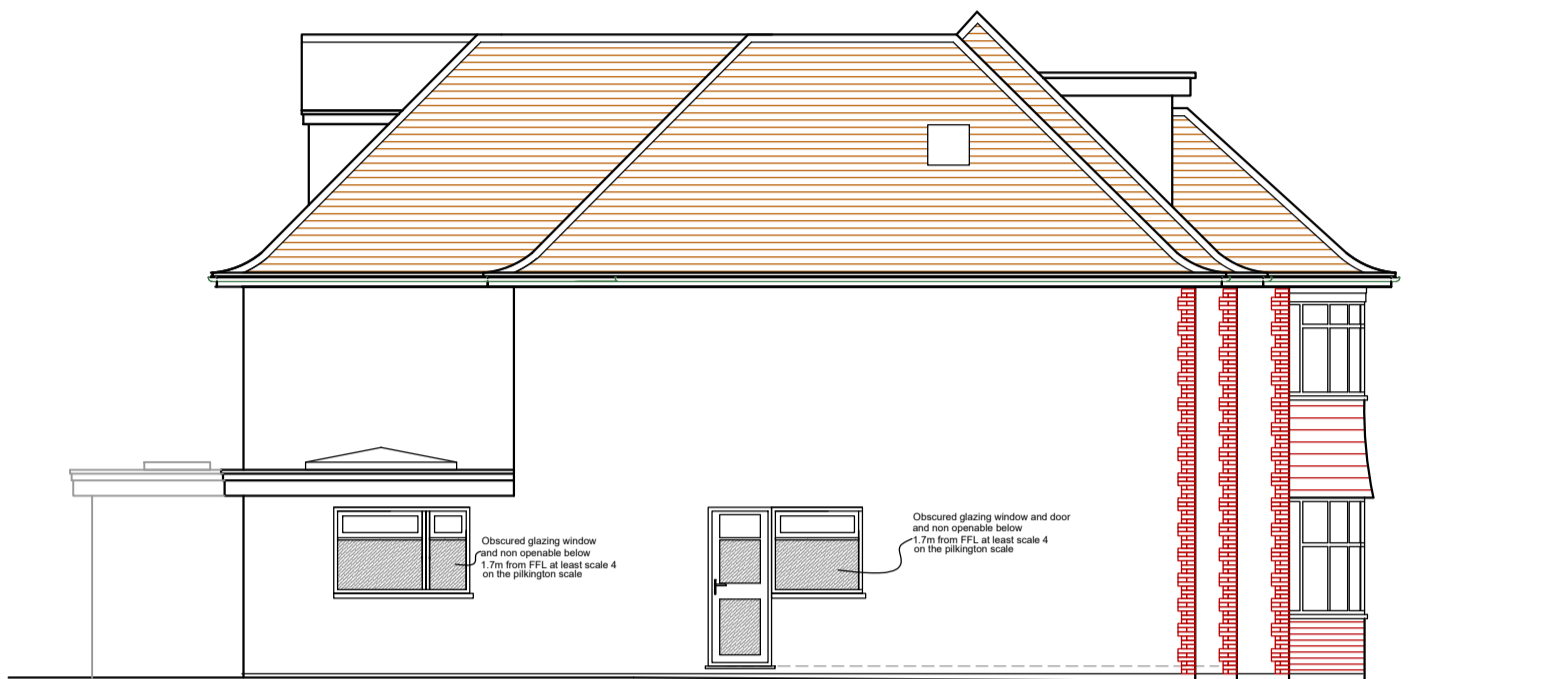 Obscured glazing window
and non openable below
1.7m from FFL at least scale 4
on the pilkington scale
Obscured glazing window and door
and non openable below
1.7m from FFL at least scale 4
on the pilkington scale